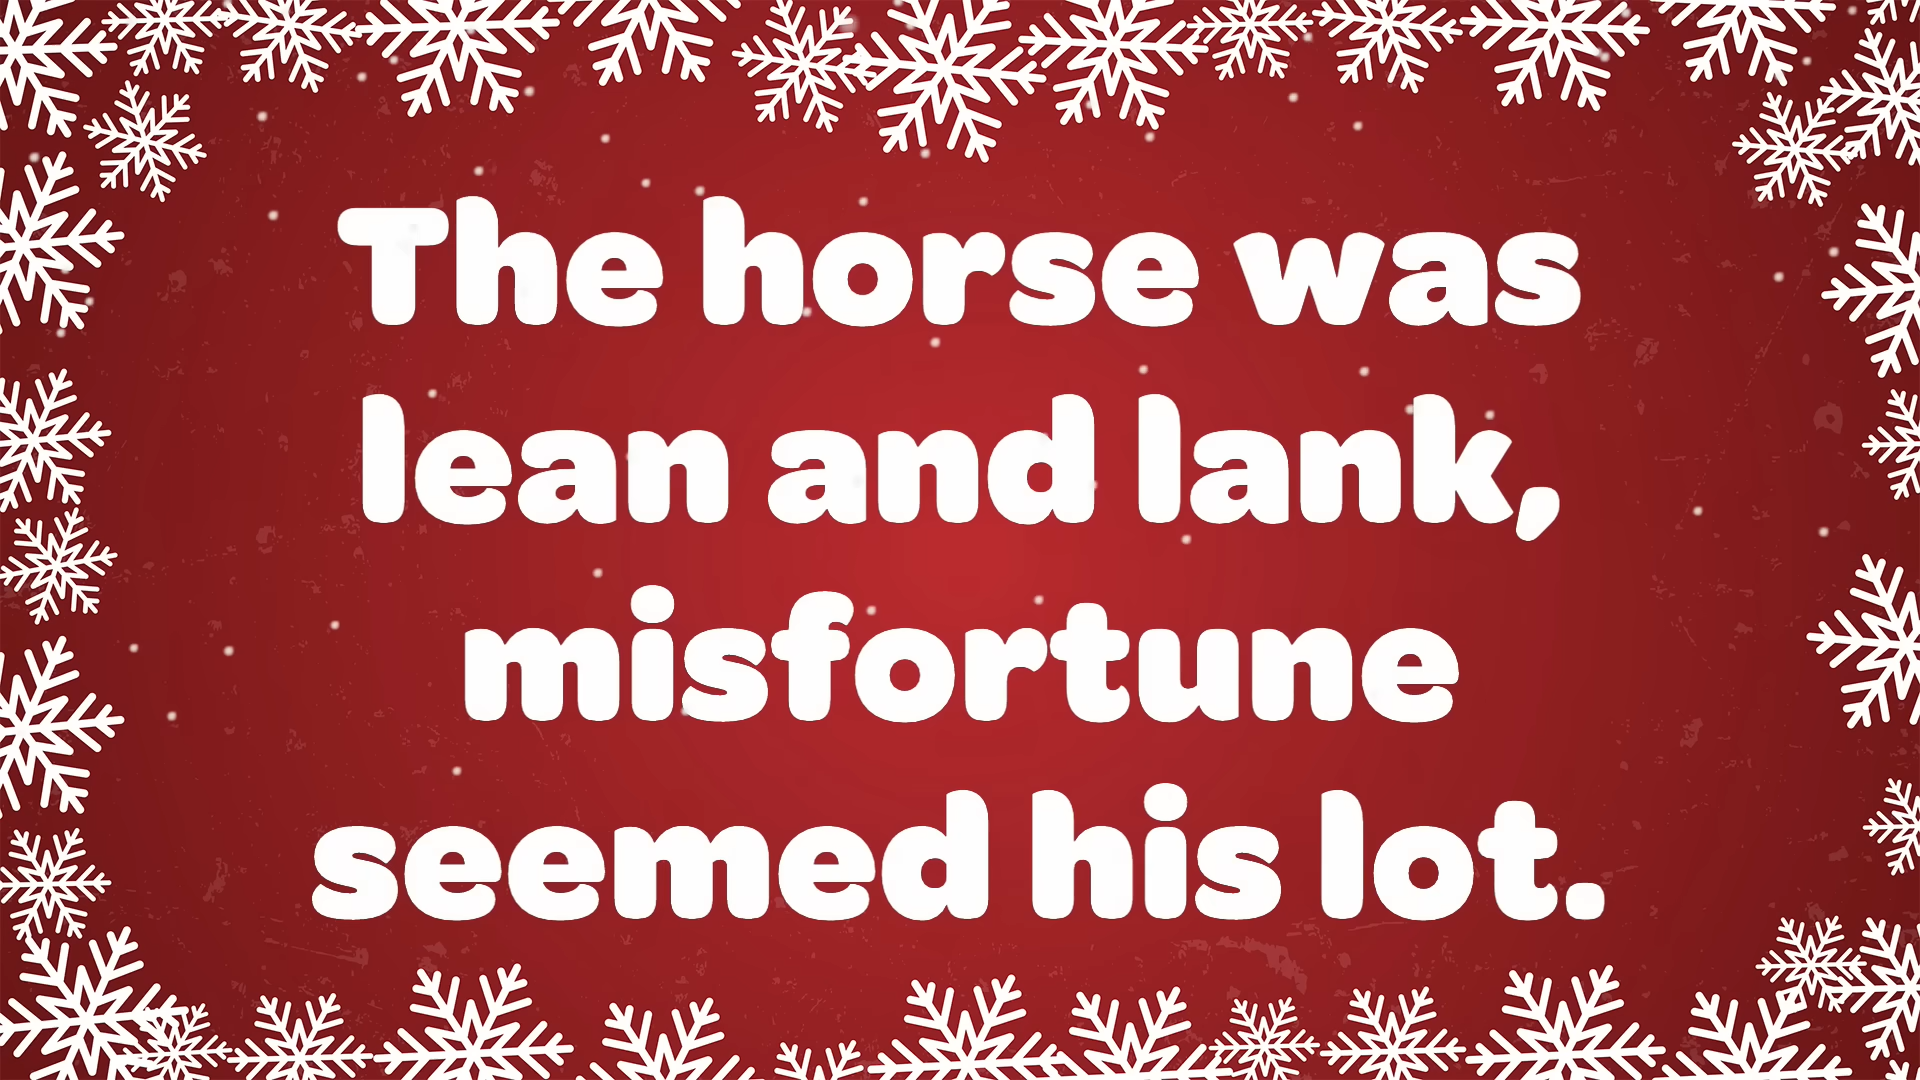 The horse was
lean and lank,
misfortune
seemed his lot.